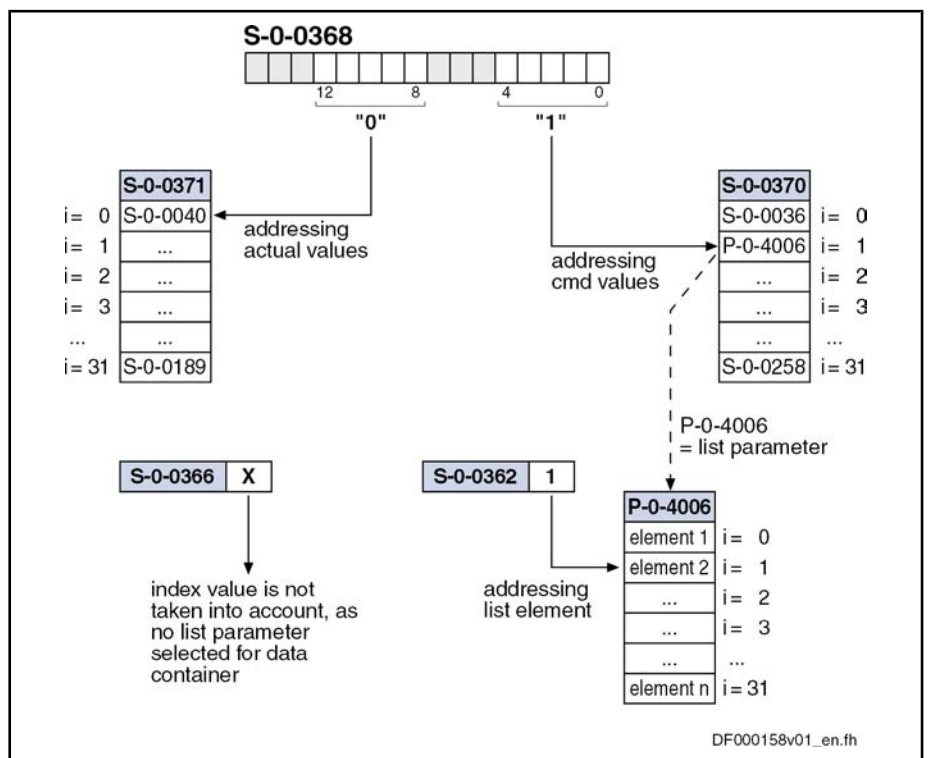 S-0-0368
12 8 4 0
"0" "1"
S-0-0371
i= 0 S-0-0040
i= 1 ...
i= 2 ...
i= 3 ...
... ...
i= 31 S-0-0189
addressing
actual values
addressing
cmd values
S-0-0370
S-0-0036 i= 0
P-0-4006 i= 1
... i= 2
... i= 3
... ...
S-0-0258 i= 31
P-0-4006
= list parameter
S-0-0366 X
index value is not
taken into account, as
no list parameter
selected for data
container
S-0-0362 1
addressing
list element
P-0-4006
element 1 i= 0
element 2 i= 1
... i= 2
... i= 3
... ...
element n i= 31
DF000158v01_en.fh